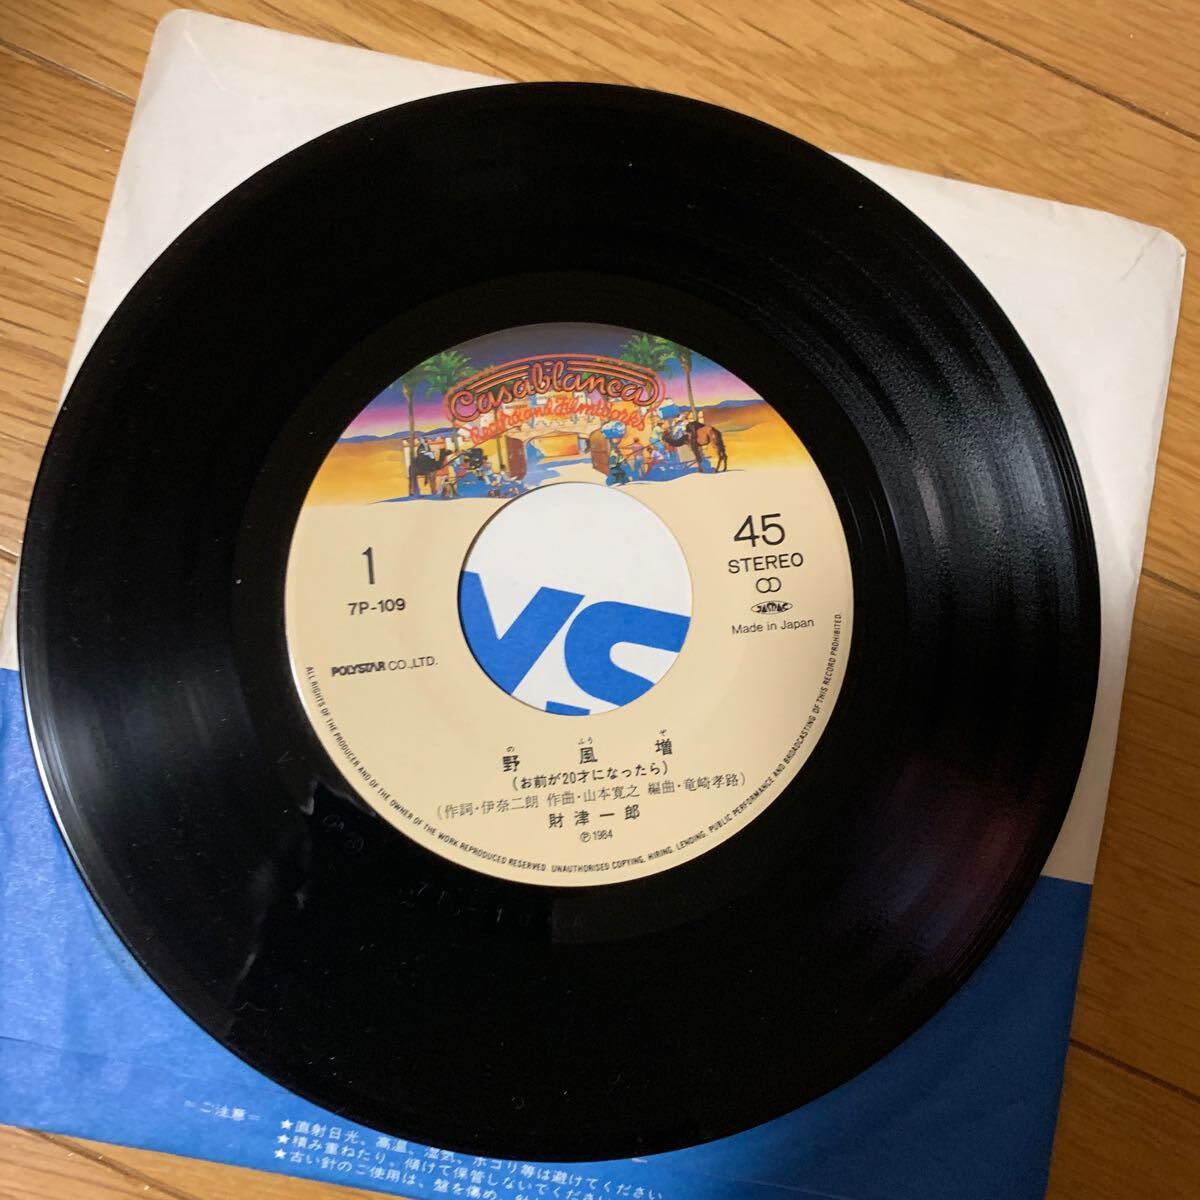 Casablanca
Record and FilmWorks
1
7P-109
POLYSTAR CO.,LTD.
45
STEREO
JASRAC
Made in Japan
VS
の ふう ぞ
野風増
(お前が20才になったら)
(作詞・伊奈二朗 作曲・山本寛之 編曲・竜崎孝路)
財津一郎
Ⓟ1984
ALL RIGHTS OF THE PRODUCER AND OF THE OWNER OF THE WORK REPRODUCED RESERVED. UNAUTHORISED COPYING, HIRING, LENDING, PUBLIC PERFORMANCE AND BROADCASTING OF THIS RECORD PROHIBITED.
=ご注意=
★直射日光、高温、湿気、ホコリ等は避けてください
★積み重ねたり、傾けて保管しないでください
★古い針のご使用は、盤を傷め、